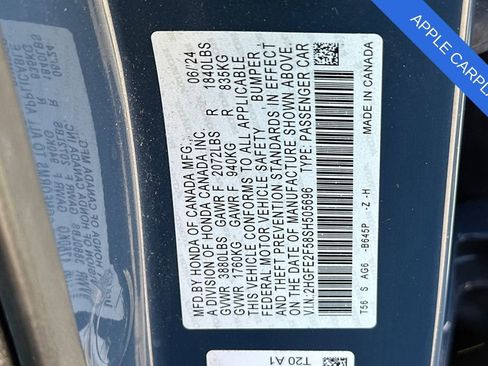 MFD BY HONDA OF CANADA MFG. 06/24
A DIVISION OF HONDA CANADA INC.
GVWR 3880LBS GAWR F 2072LBS R 1840LBS
GVWR 1760KG GAWR F 940KG R 835KG
THIS VEHICLE CONFORMS TO ALL APPLICABLE
FEDERAL MOTOR VEHICLE SAFETY, BUMPER
AND THEFT PREVENTION STANDARDS IN EFFECT
ON THE DATE OF MANUFACTURE SHOWN ABOVE.
V.I.N. 2HGFE2F58SH505696 TYPE: PASSENGER CAR
T56 S AG6 -B645P -Z -H
MADE IN CANADA
T20 A1
APPLE CARPL